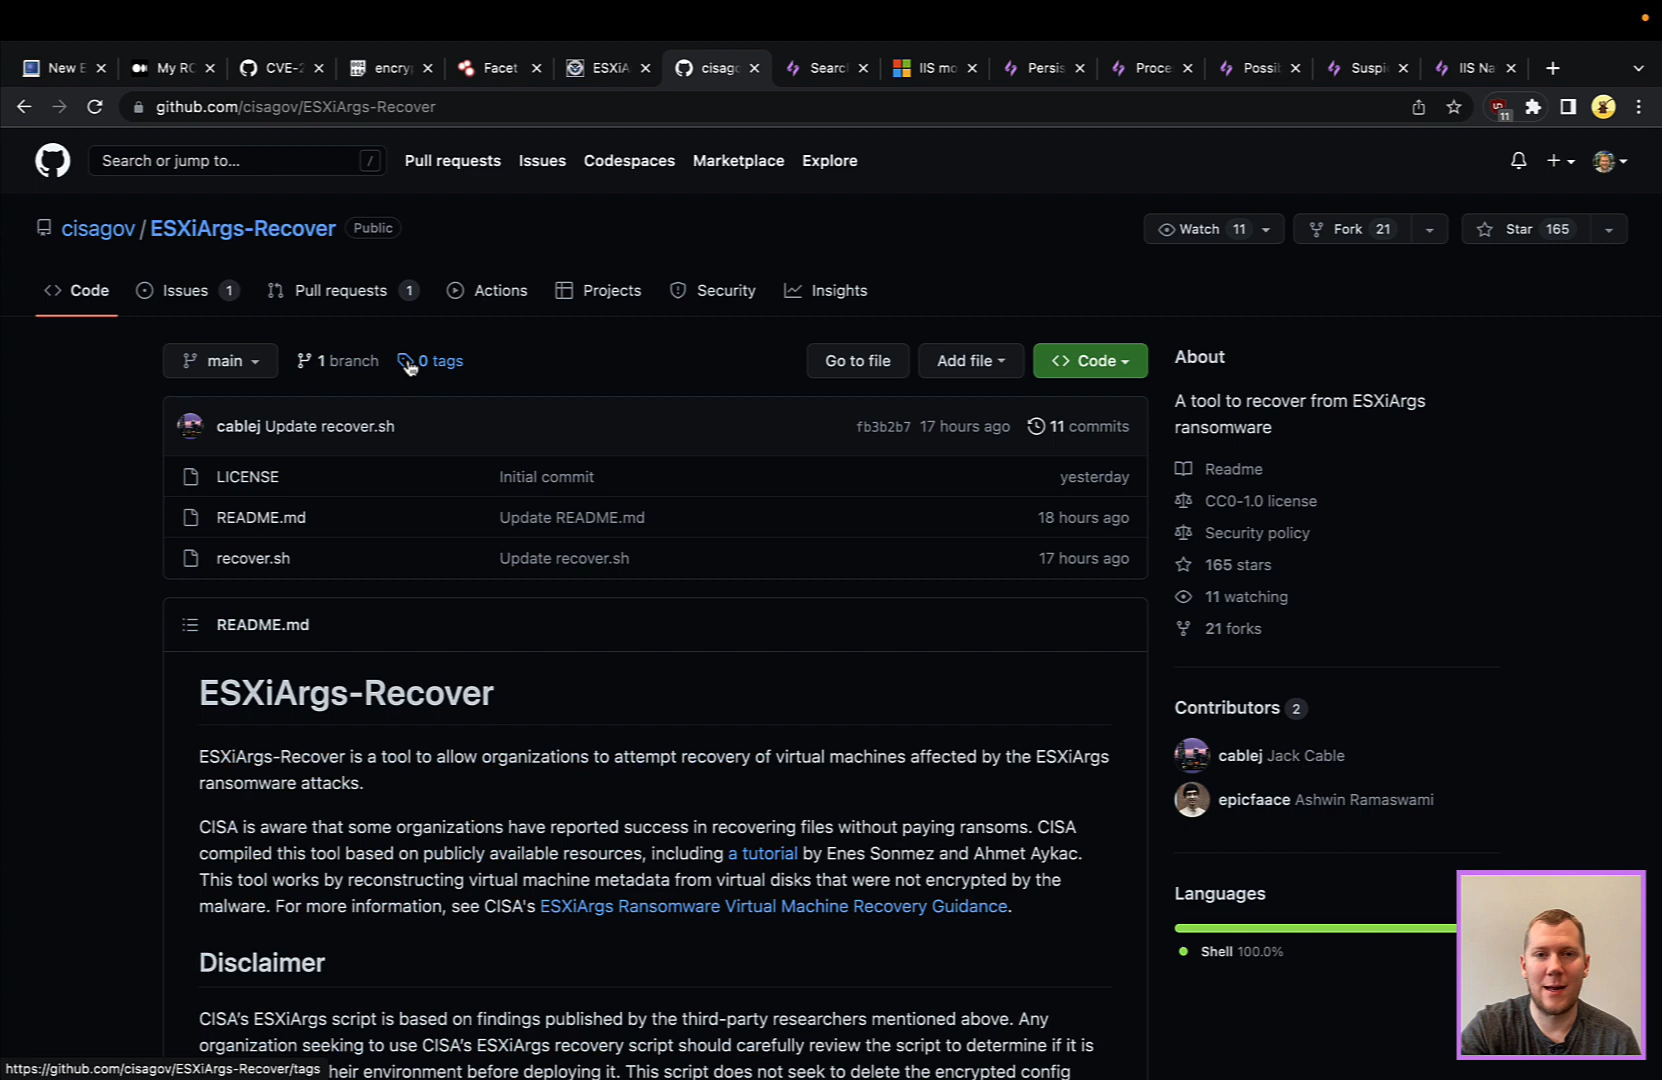 New E
My RC
CVE-2
encry
Facet
ESXiA
cisago
Search
IIS mo
Persis
Proce
Possib
Suspi
IIS Na
github.com/cisagov/ESXiArgs-Recover
11
Search or jump to...
/
Pull requests
Issues
Codespaces
Marketplace
Explore
cisagov / ESXiArgs-Recover
Public
Watch 11
Fork 21
Star 165
Code
Issues 1
Pull requests 1
Actions
Projects
Security
Insights
main
1 branch
0 tags
Go to file
Add file
Code
cablej Update recover.sh
fb3b2b7 17 hours ago
11 commits
LICENSE
Initial commit
yesterday
README.md
Update README.md
18 hours ago
recover.sh
Update recover.sh
17 hours ago
README.md
ESXiArgs-Recover
ESXiArgs-Recover is a tool to allow organizations to attempt recovery of virtual machines affected by the ESXiArgs
ransomware attacks.
CISA is aware that some organizations have reported success in recovering files without paying ransoms. CISA
compiled this tool based on publicly available resources, including a tutorial by Enes Sonmez and Ahmet Aykac.
This tool works by reconstructing virtual machine metadata from virtual disks that were not encrypted by the
malware. For more information, see CISA's ESXiArgs Ransomware Virtual Machine Recovery Guidance.
Disclaimer
CISA's ESXiArgs script is based on findings published by the third-party researchers mentioned above. Any
organization seeking to use CISA's ESXiArgs recovery script should carefully review the script to determine if it is
heir environment before deploying it. This script does not seek to delete the encrypted config
https://github.com/cisagov/ESXiArgs-Recover/tags
About
A tool to recover from ESXiArgs
ransomware
Readme
CC0-1.0 license
Security policy
165 stars
11 watching
21 forks
Contributors 2
cablej Jack Cable
epicfaace Ashwin Ramaswami
Languages
Shell 100.0%